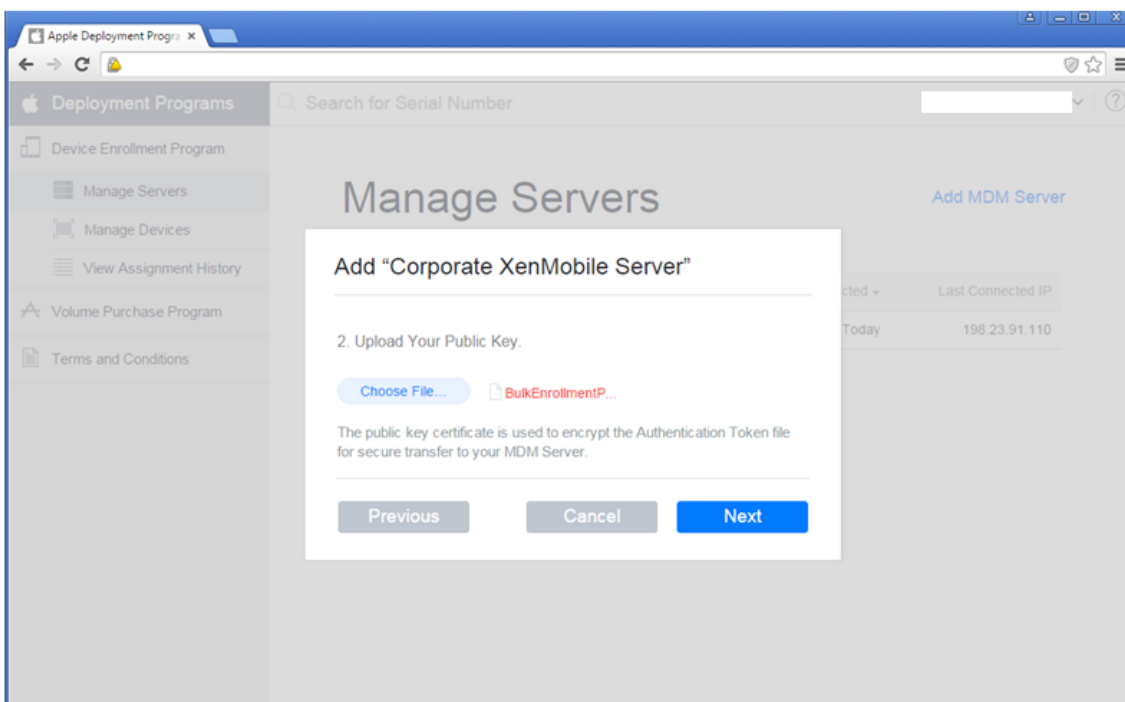 Apple Deployment Progra
Deployment Programs
Search for Serial Number
Device Enrollment Program
Manage Servers
Manage Devices
View Assignment History
Volume Purchase Program
Terms and Conditions
Manage Servers
Add MDM Server
cted
Last Connected IP
Today
198.23.91.110
Add “Corporate XenMobile Server”
2. Upload Your Public Key.
Choose File...
BulkEnrollmentP...
The public key certificate is used to encrypt the Authentication Token file
for secure transfer to your MDM Server.
Previous
Cancel
Next